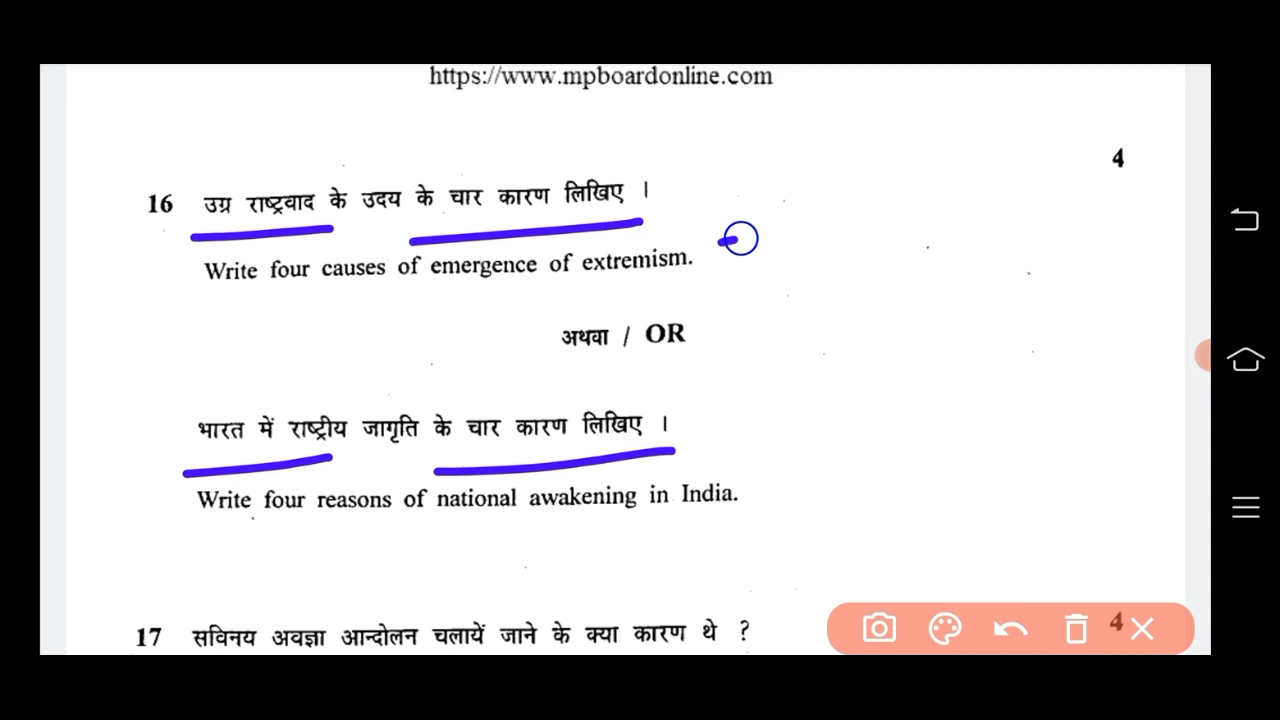 https://www.mpboardonline.com
4
16 उग्र राष्ट्रवाद के उदय के चार कारण लिखिए ।
Write four causes of emergence of extremism.
अथवा / OR
भारत में राष्ट्रीय जागृति के चार कारण लिखिए ।
Write four reasons of national awakening in India.
17 सविनय अवज्ञा आन्दोलन चलायें जाने के क्या कारण थे ? 4